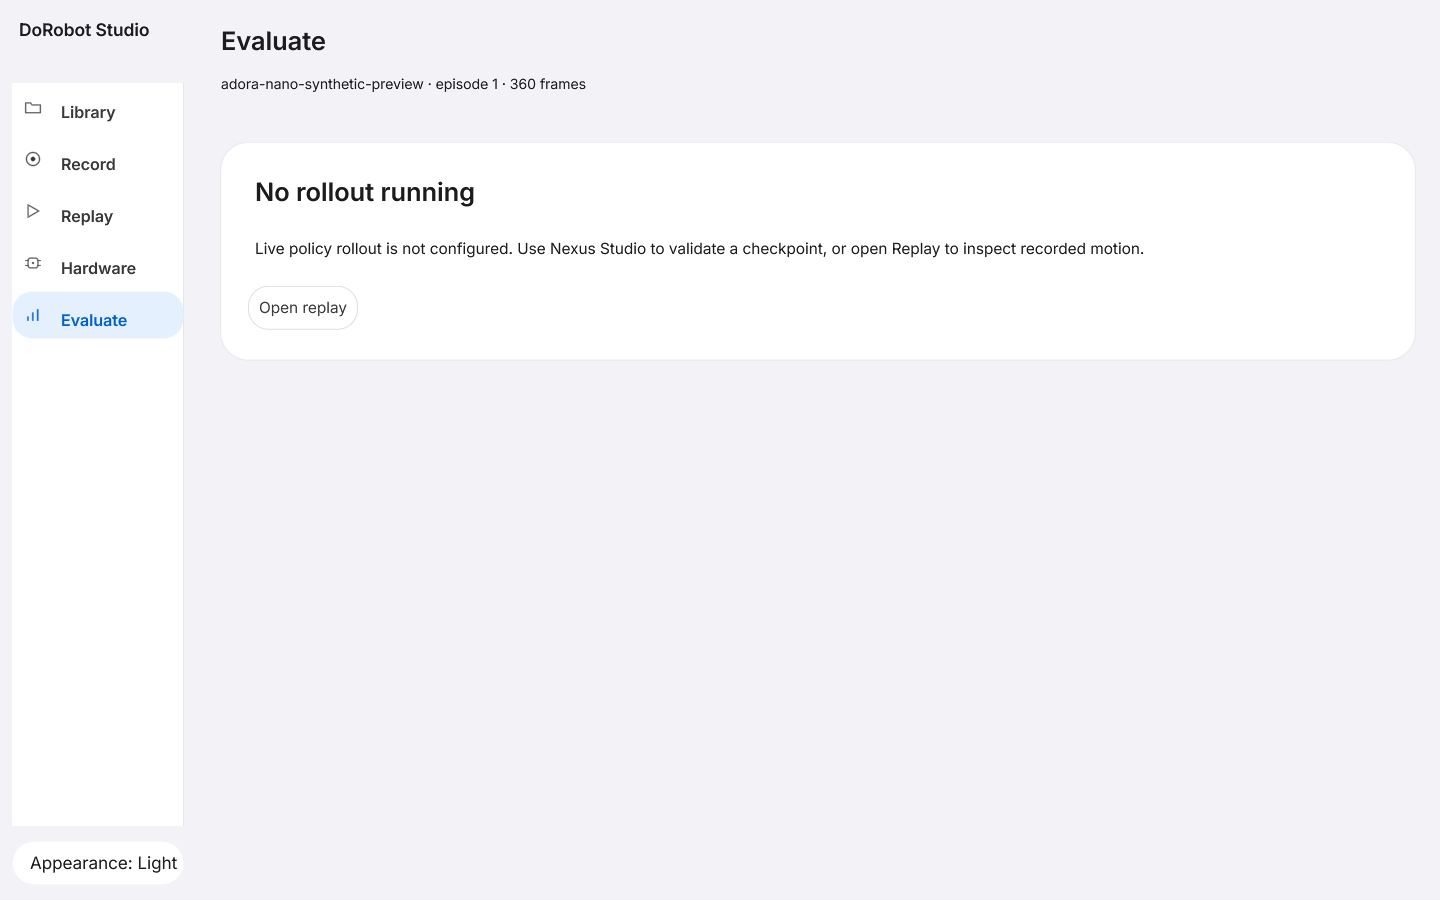 DoRobot Studio
Library
Record
Replay
Hardware
Evaluate
Appearance: Light
Evaluate
adora-nano-synthetic-preview · episode 1 · 360 frames
No rollout running
Live policy rollout is not configured. Use Nexus Studio to validate a checkpoint, or open Replay to inspect recorded motion.
Open replay